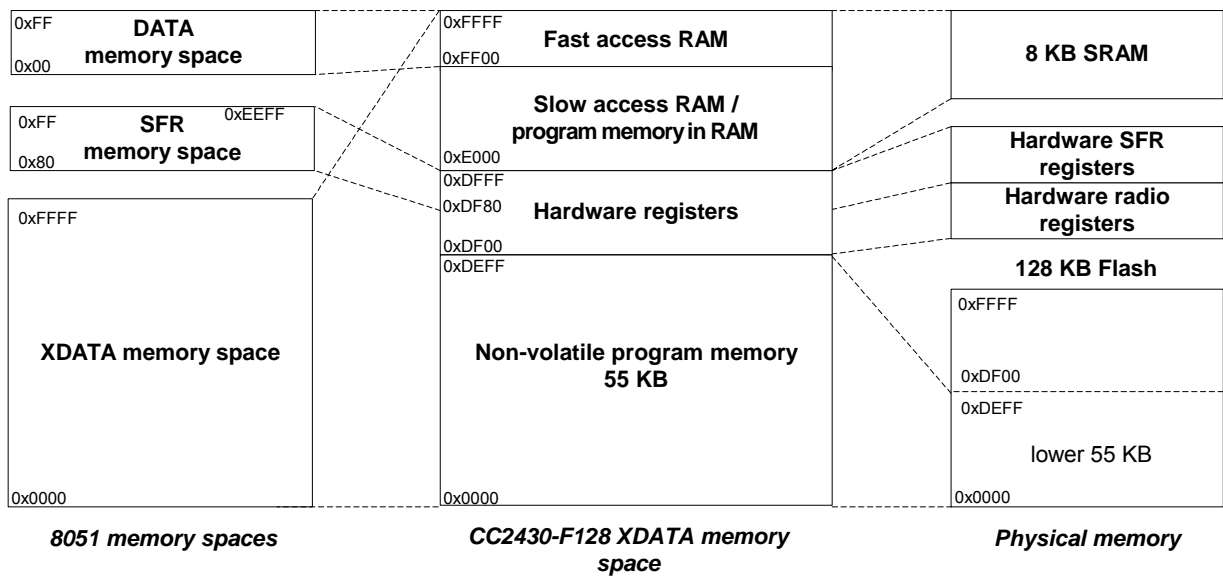 0xFF
DATA
memory space
0x00
0xFF
SFR
0xEEFF
memory space
0x80
0xFFFF
XDATA memory space
0x0000
8051 memory spaces
0xFFFF
Fast access RAM
0xFF00
Slow access RAM /
program memory in RAM
0xE000
0xDFFF
0xDF80
Hardware registers
0xDF00
0xDEFF
Non-volatile program memory
55 KB
0x0000
CC2430-F128 XDATA memory
space
8 KB SRAM
Hardware SFR
registers
Hardware radio
registers
128 KB Flash
0xFFFF
0xDF00
0xDEFF
lower 55 KB
0x0000
Physical memory